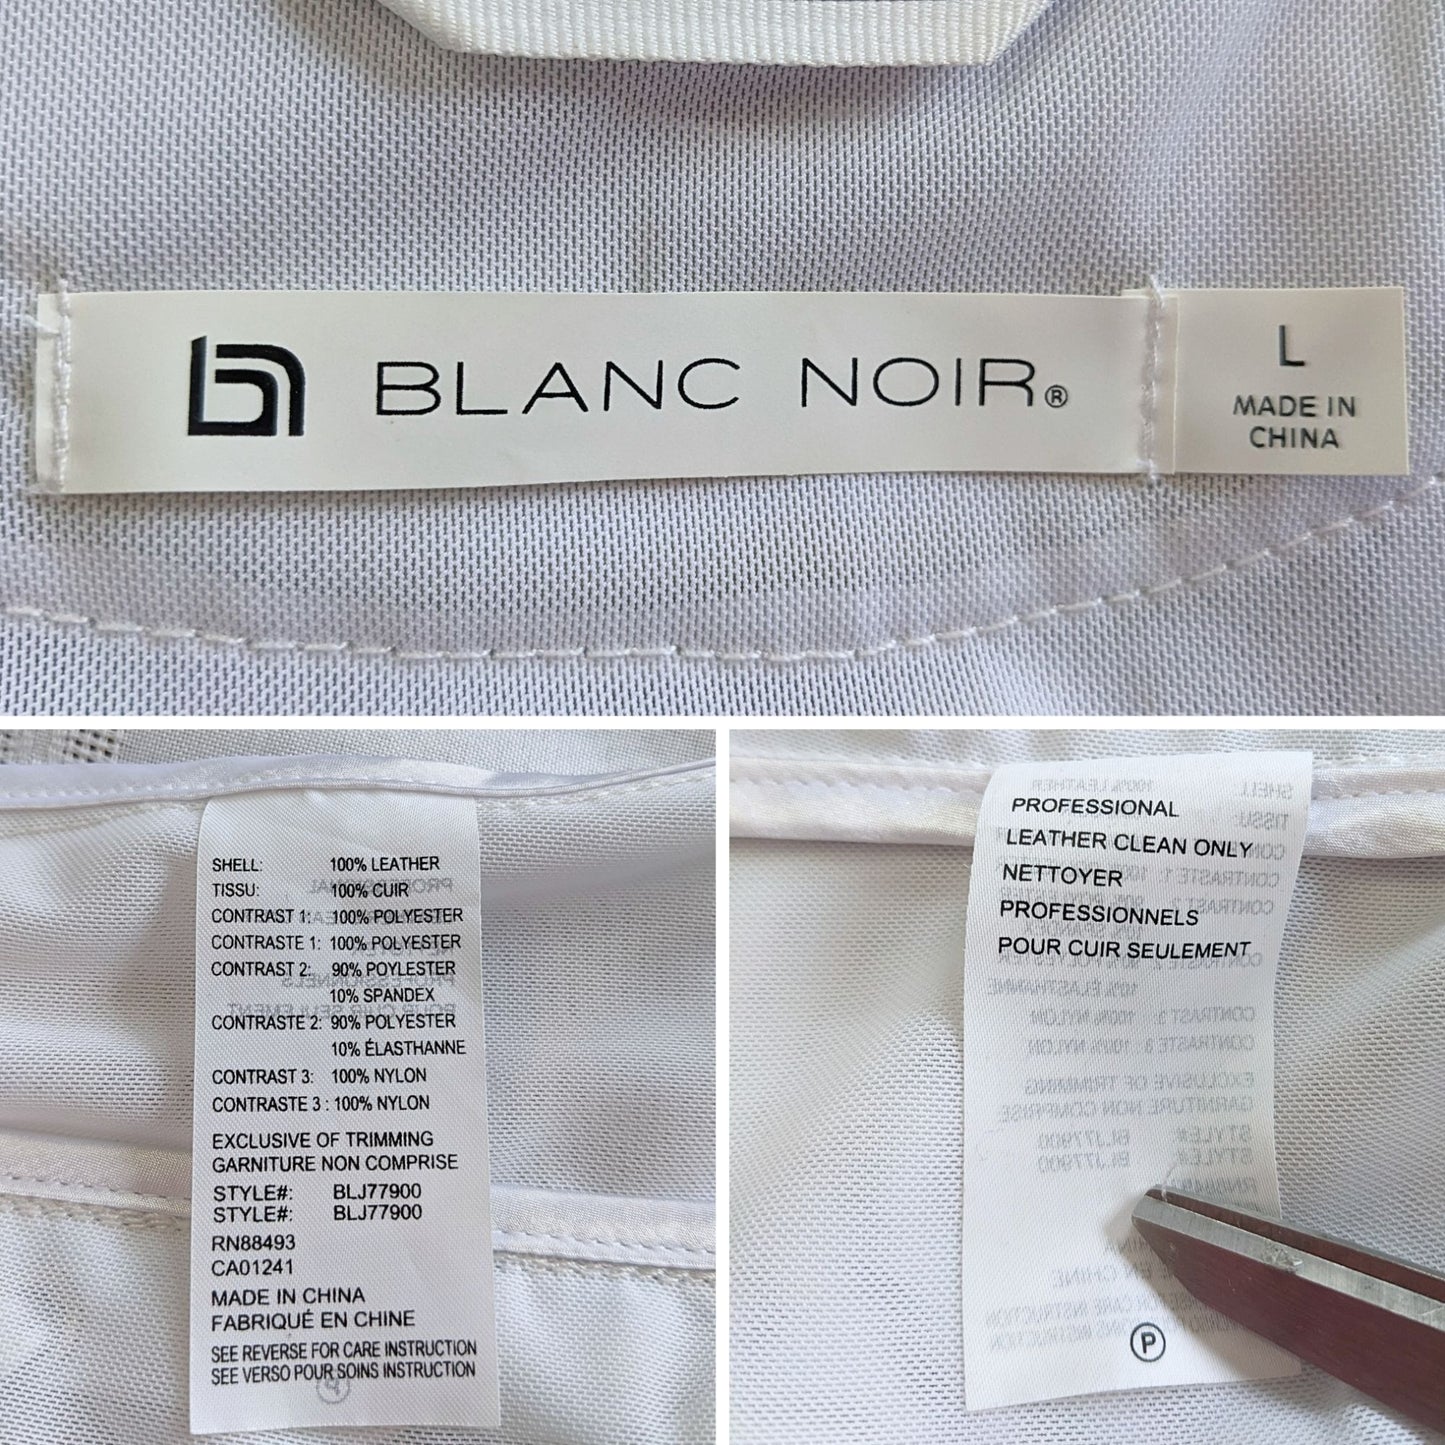 BLANC NOIR®
L
MADE IN
CHINA
SHELL: 100% LEATHER
TISSU: 100% CUIR
CONTRAST 1: 100% POLYESTER
CONTRASTE 1: 100% POLYESTER
CONTRAST 2: 90% POYLESTER
10% SPANDEX
CONTRASTE 2: 90% POLYESTER
10% ÉLASTHANNE
CONTRAST 3: 100% NYLON
CONTRASTE 3 : 100% NYLON
EXCLUSIVE OF TRIMMING
GARNITURE NON COMPRISE
STYLE#: BLJ77900
STYLE#: BLJ77900
RN88493
CA01241
MADE IN CHINA
FABRIQUÉ EN CHINE
SEE REVERSE FOR CARE INSTRUCTION
SEE VERSO POUR SOINS INSTRUCTION
PROFESSIONAL
LEATHER CLEAN ONLY
NETTOYER
PROFESSIONNELS
POUR CUIR SEULEMENT
P